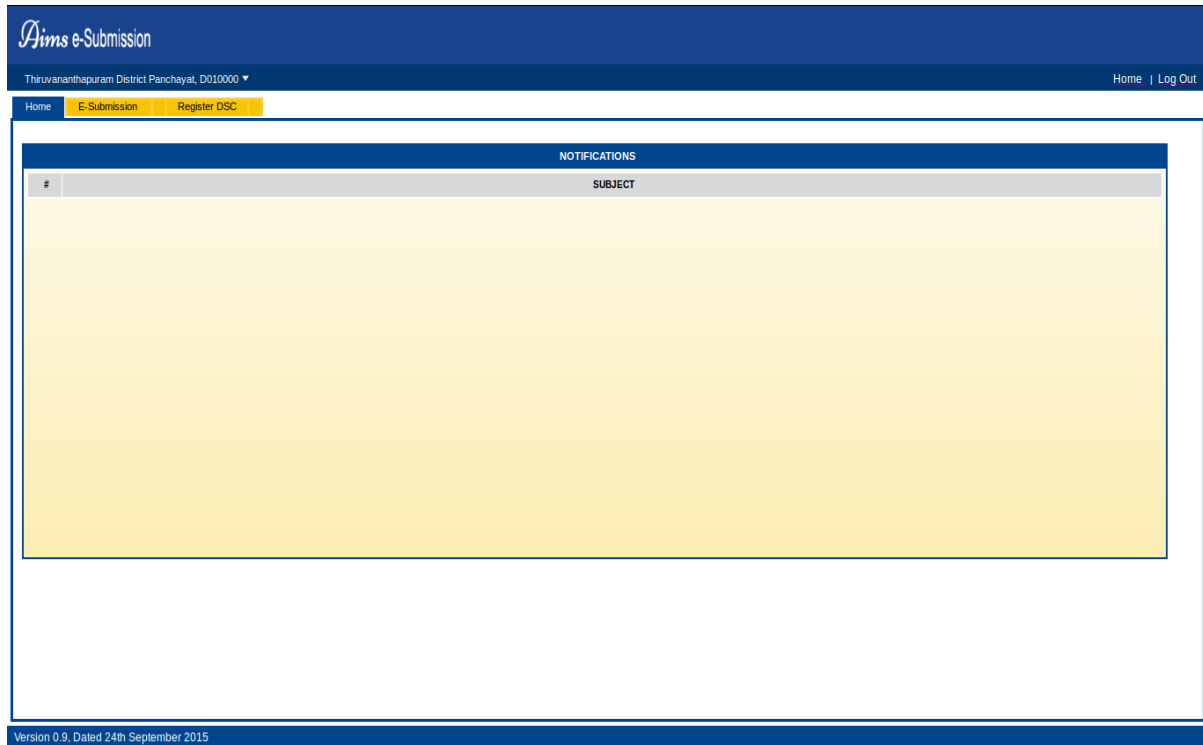 Aims e-Submission
Thiruvananthapuram District Panchayat, D010000 ▼ Home | Log Out
Home E-Submission Register DSC
NOTIFICATIONS
# SUBJECT
Version 0.9, Dated 24th September 2015